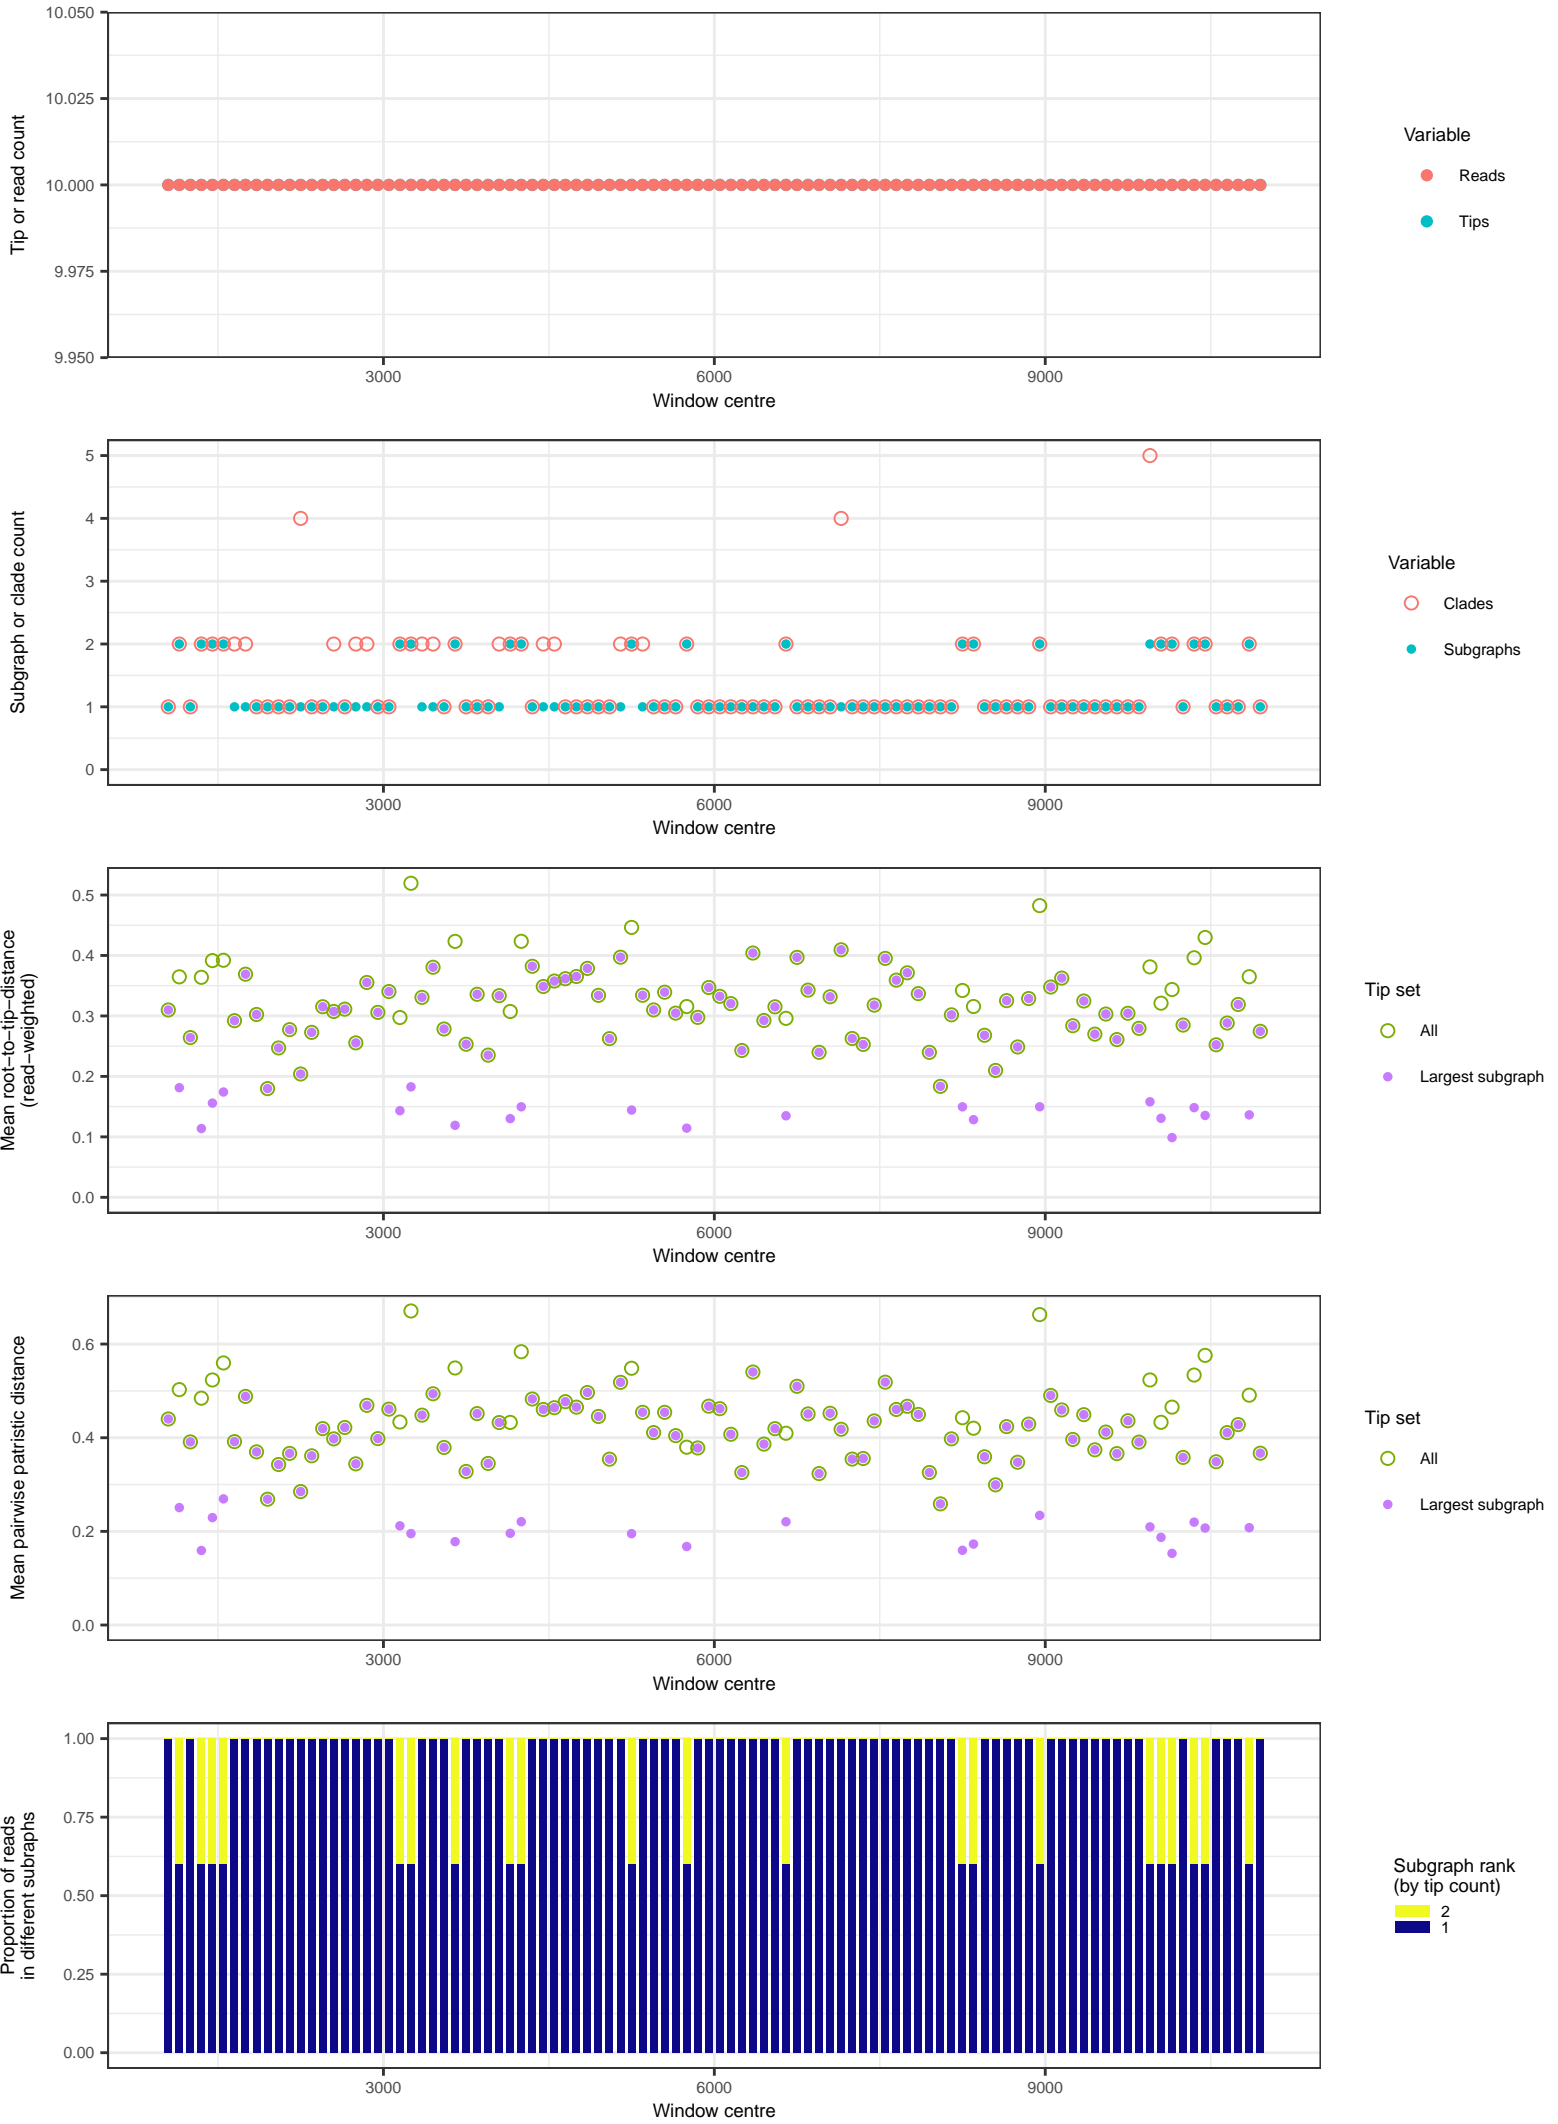 10.050
10.025
10.000
9.975
9.950
Tip or read count
3000
6000
9000
Window centre
Variable
Reads
Tips
5
4
3
2
1
0
Subgraph or clade count
3000
6000
9000
Window centre
Variable
Clades
Subgraphs
0.5
0.4
0.3
0.2
0.1
0.0
Mean root−to−tip−distance
(read−weighted)
3000
6000
9000
Window centre
Tip set
All
Largest subgraph
0.6
0.4
0.2
0.0
Mean pairwise patristic distance
3000
6000
9000
Window centre
Tip set
All
Largest subgraph
1.00
0.75
0.50
0.25
0.00
Proportion of reads
in different subraphs
3000
6000
9000
Window centre
Subgraph rank
(by tip count)
2
1